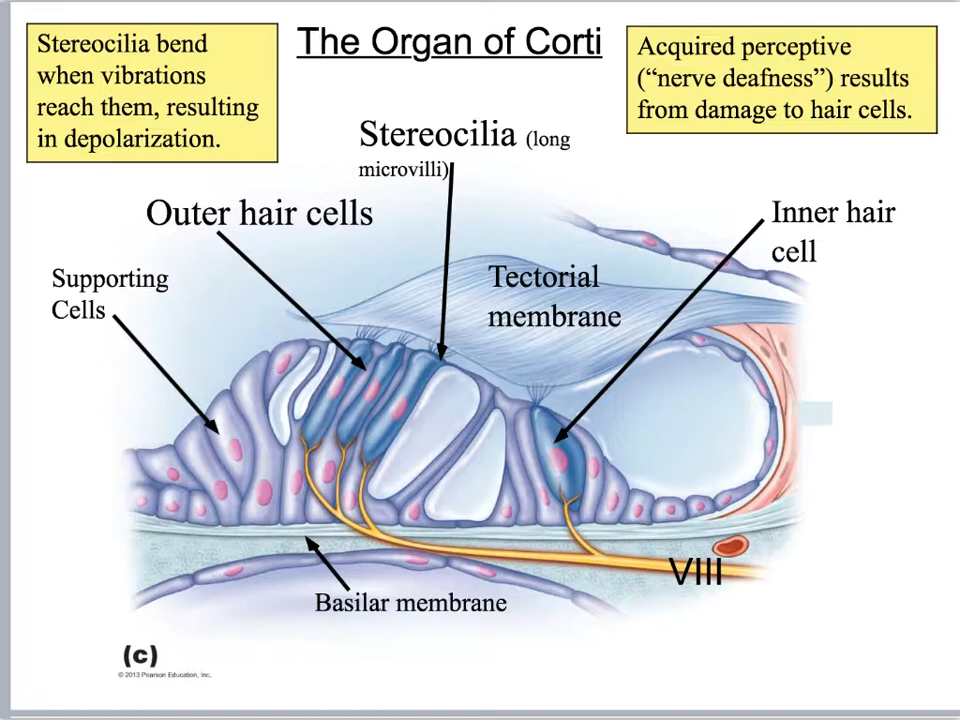 The Organ of Corti
Stereocilia bend
when vibrations
reach them, resulting
in depolarization.
Acquired perceptive
(“nerve deafness”) results
from damage to hair cells.
Stereocilia (long
microvilli)
Outer hair cells
Inner hair
cell
Supporting
Cells
Tectorial
membrane
VIII
Basilar membrane
(c)
© 2013 Pearson Education, Inc.